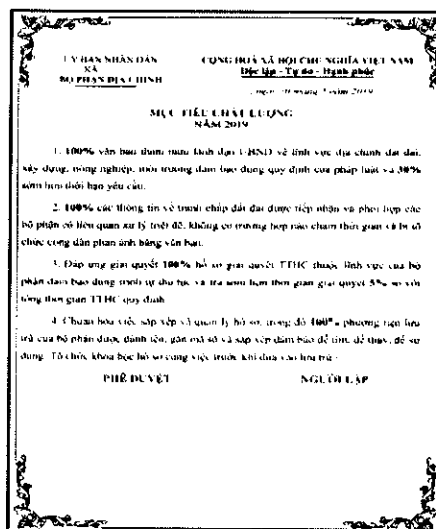 ỦY BAN NHÂN DÂN
XÃ
BỘ PHẬN ĐỊA CHÍNH
CỘNG HOÀ XÃ HỘI CHỦ NGHĨA VIỆT NAM
Độc lập - Tự do - Hạnh phúc
năm 2019
MỤC TIÊU CHẤT LƯỢNG
NĂM 2019
1. 100% văn bản tham mưu lãnh đạo UBND về lĩnh vực địa chính đất đai,
xây dựng, nông nghiệp, môi trường đảm bảo đúng quy định của pháp luật và 30%
sớm hơn thời hạn yêu cầu.
2. 100% các thông tin về tranh chấp đất đai được tiếp nhận và phối hợp các
bộ phận có liên quan xử lý triệt để, không có trường hợp nào chậm thời gian và bị tổ
chức công dân phản ánh bằng văn bản.
3. Đáp ứng giải quyết 100% hồ sơ giải quyết TTHC thuộc lĩnh vực của bộ
phận đảm bảo đúng trình tự thủ tục và trả sớm hơn thời gian giải quyết 5% so với
tổng thời gian TTHC quy định.
4. Chuẩn hóa việc sắp xếp và quản lý hồ sơ, trong đó 100% phương tiện lưu
trữ của bộ phận được đánh tên, gắn mã số và sắp xếp đảm bảo dễ tìm, dễ thấy, dễ sử
dụng. Tổ chức khoa học hồ sơ công việc trước khi đưa vào lưu trữ.
PHÊ DUYỆT
NGƯỜI LẬP